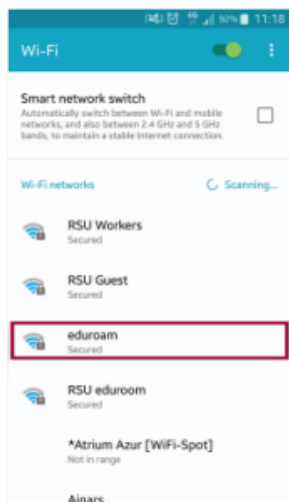 92% 11:18
Wi-Fi
Smart network switch
Automatically switch between Wi-Fi and mobile
networks, and also between 2.4 GHz and 5 GHz
bands, to maintain a stable Internet connection.
Wi-Fi networks Scanning...
RSU Workers
Secured
RSU Guest
Secured
eduroam
Secured
RSU eduroom
Secured
*Atrium Azur [WiFi-Spot]
Not in range
Ainars